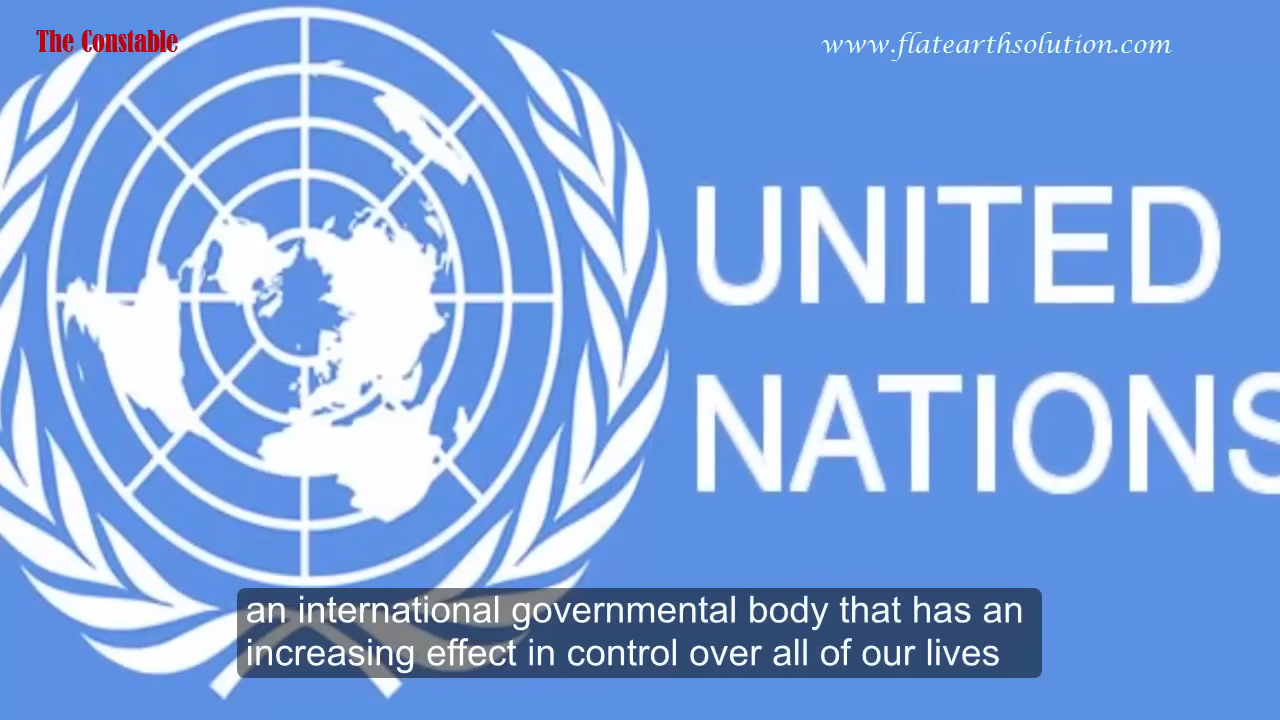 The Constable
www.flatearthsolution.com
UNITED
NATIONS
an international governmental body that has an
increasing effect in control over all of our lives